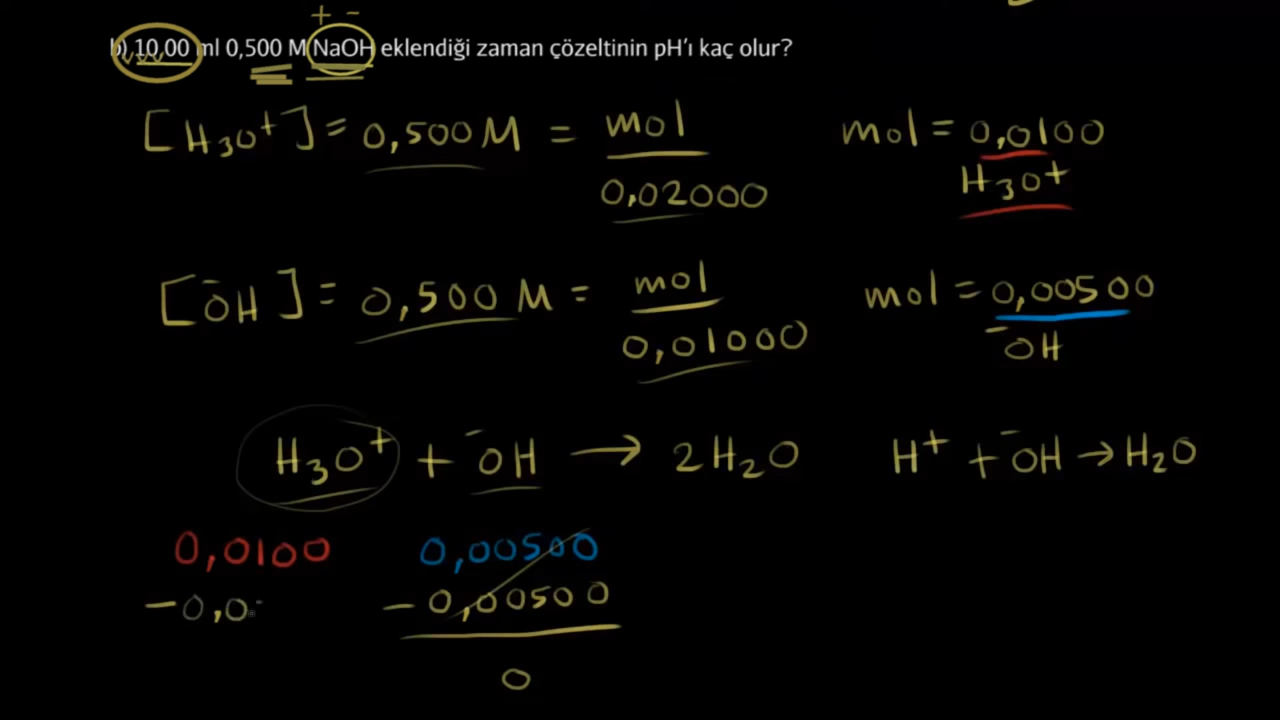 + -
b) 10,00 ml 0,500 M NaOH eklendiği zaman çözeltinin pH'ı kaç olur?
[H₃O⁺] = 0,500 M = mol / 0,02000 mol = 0,0100 H₃O⁺
[⁻OH] = 0,500 M = mol / 0,01000 mol = 0,00500 ⁻OH
H₃O⁺ + ⁻OH → 2H₂O H⁺ + ⁻OH → H₂O
0,0100 0,00500
-0,0 -0,00500
0